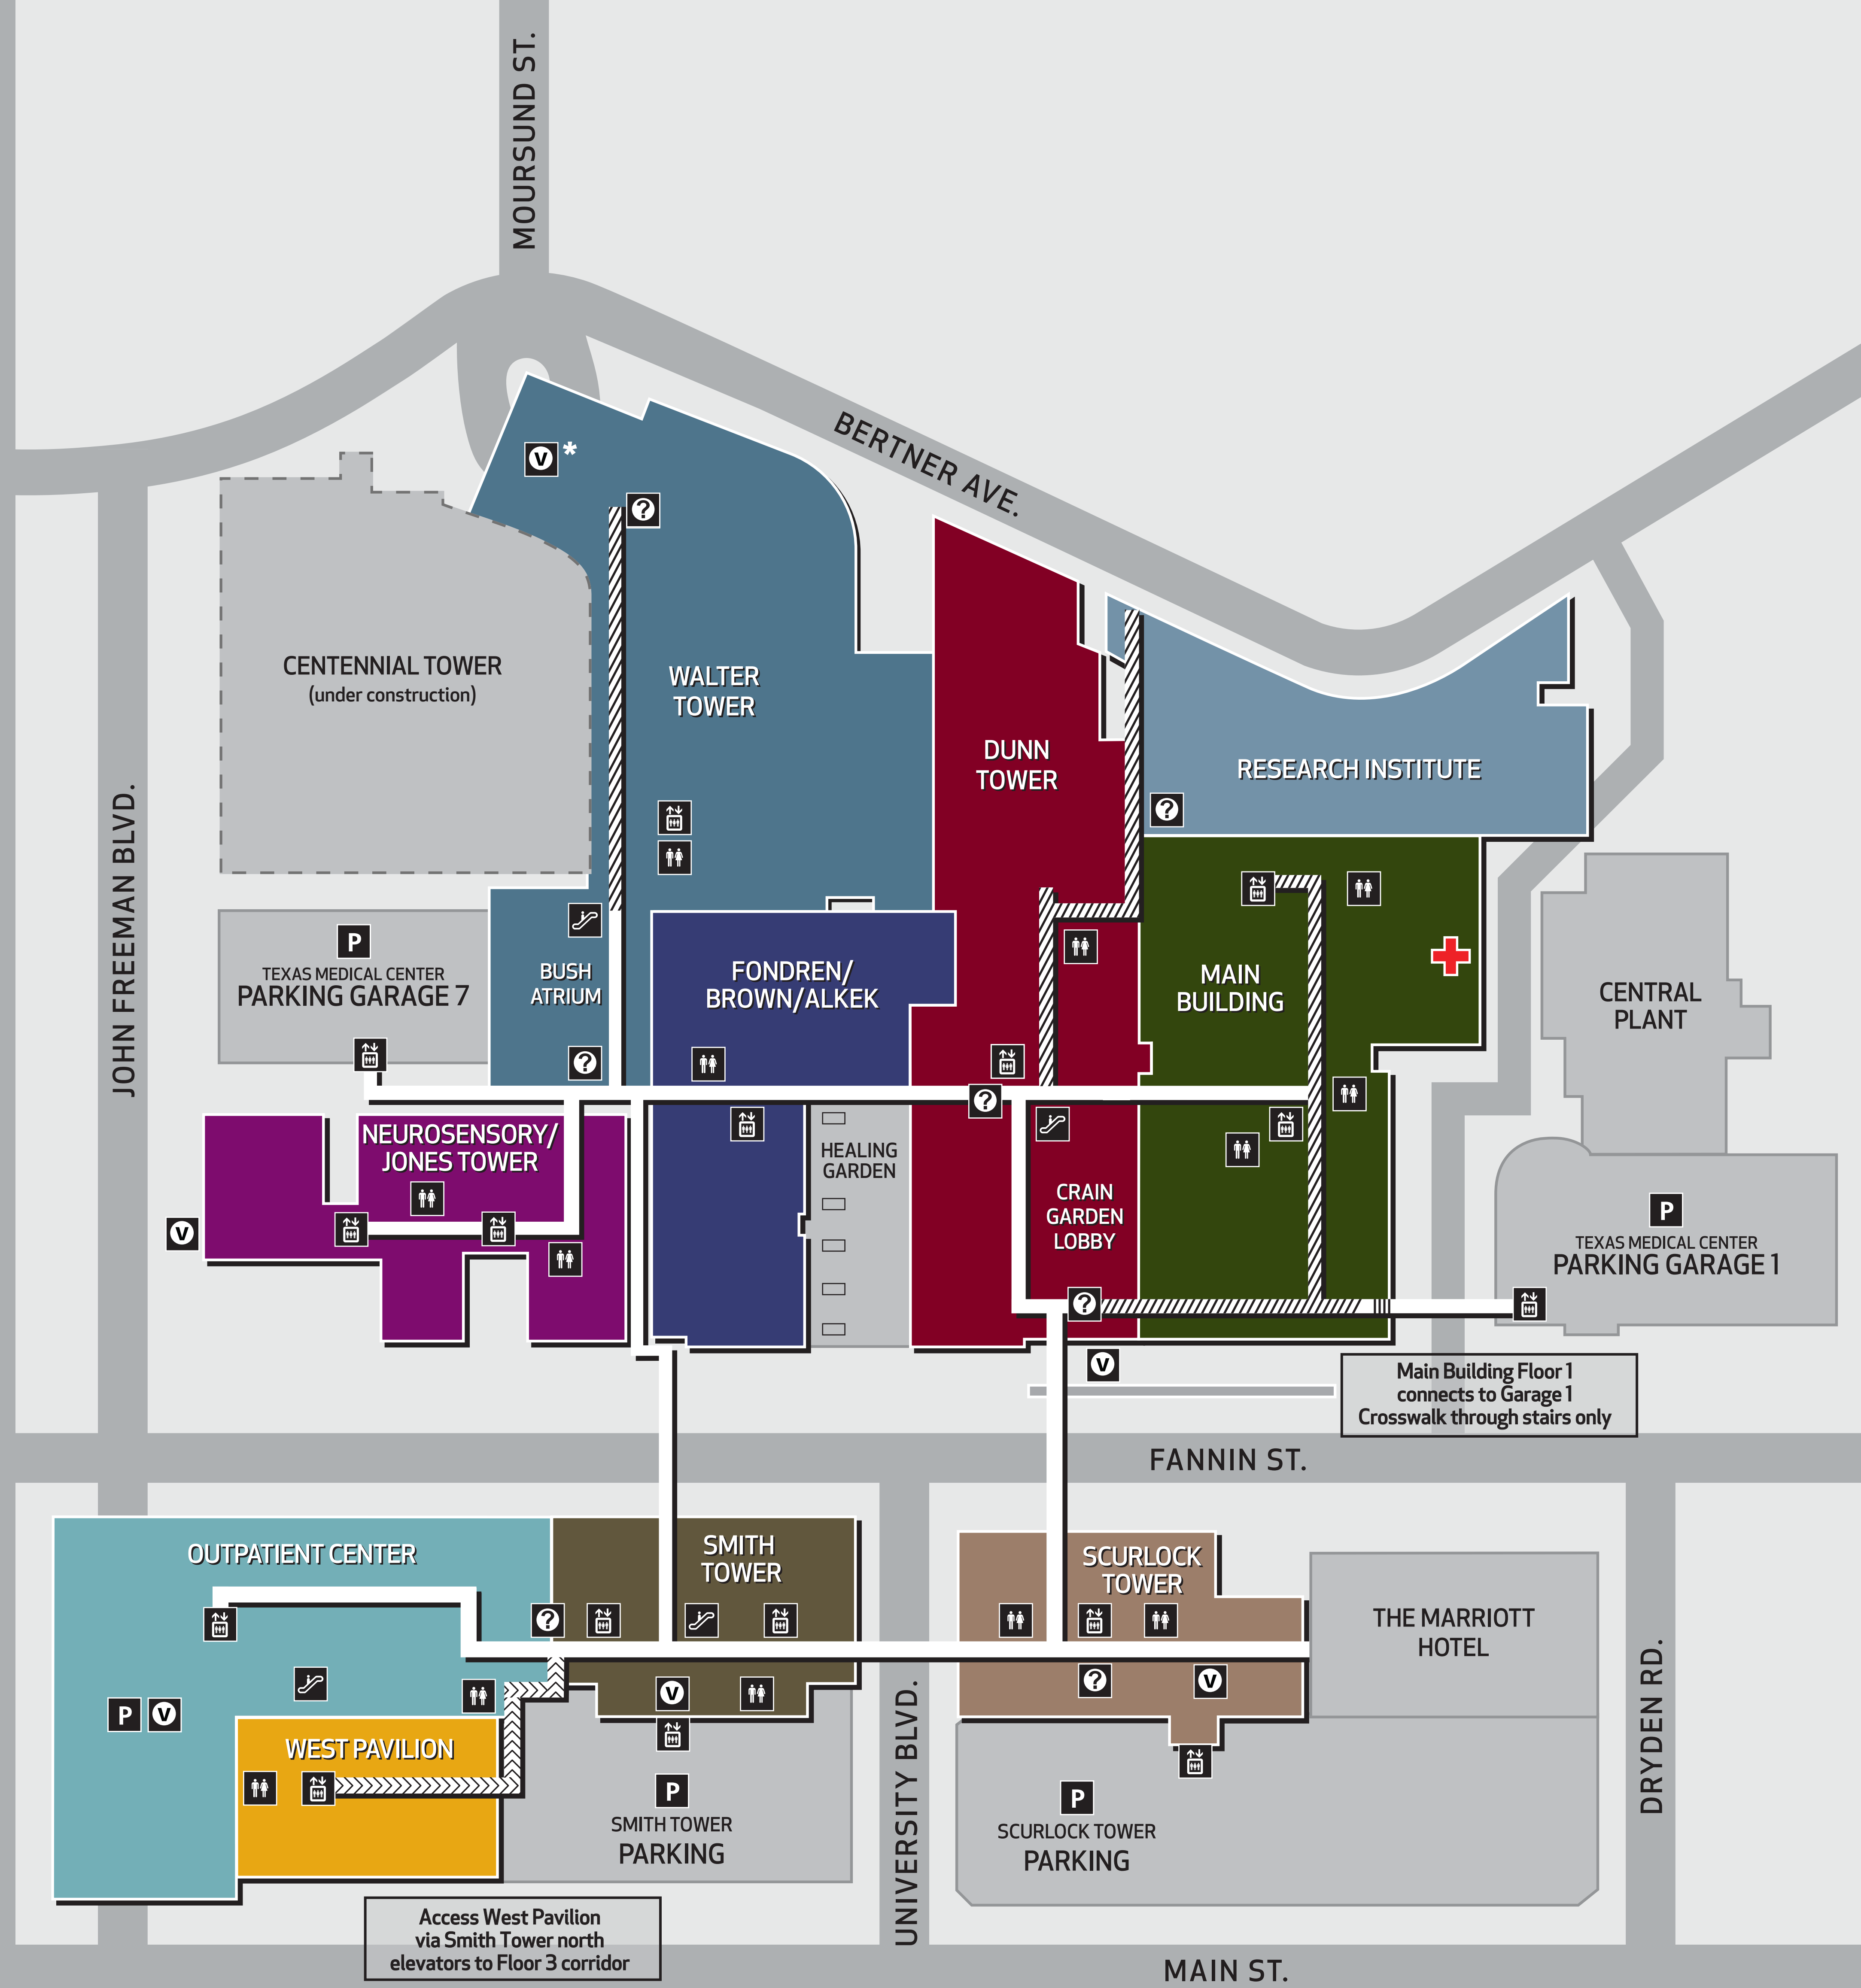 MOURSUND ST.
BERTNER AVE.
V
*
?
CENTENNIAL TOWER
(under construction)
WALTER
TOWER
DUNN
TOWER
RESEARCH INSTITUTE
?
JOHN FREEMAN BLVD.
P
TEXAS MEDICAL CENTER
PARKING GARAGE 7
BUSH
ATRIUM
?
FONDREN/
BROWN/ALKEK
MAIN
BUILDING
CENTRAL
PLANT
?
NEUROSENSORY/
JONES TOWER
V
HEALING
GARDEN
CRAIN
GARDEN
LOBBY
?
P
TEXAS MEDICAL CENTER
PARKING GARAGE 1
V
Main Building Floor 1
connects to Garage 1
Crosswalk through stairs only
FANNIN ST.
OUTPATIENT CENTER
SMITH
TOWER
SCURLOCK
TOWER
THE MARRIOTT
HOTEL
?
V
?
V
P
V
WEST PAVILION
P
SMITH TOWER
PARKING
UNIVERSITY BLVD.
P
SCURLOCK TOWER
PARKING
DRYDEN RD.
Access West Pavilion
via Smith Tower north
elevators to Floor 3 corridor
MAIN ST.